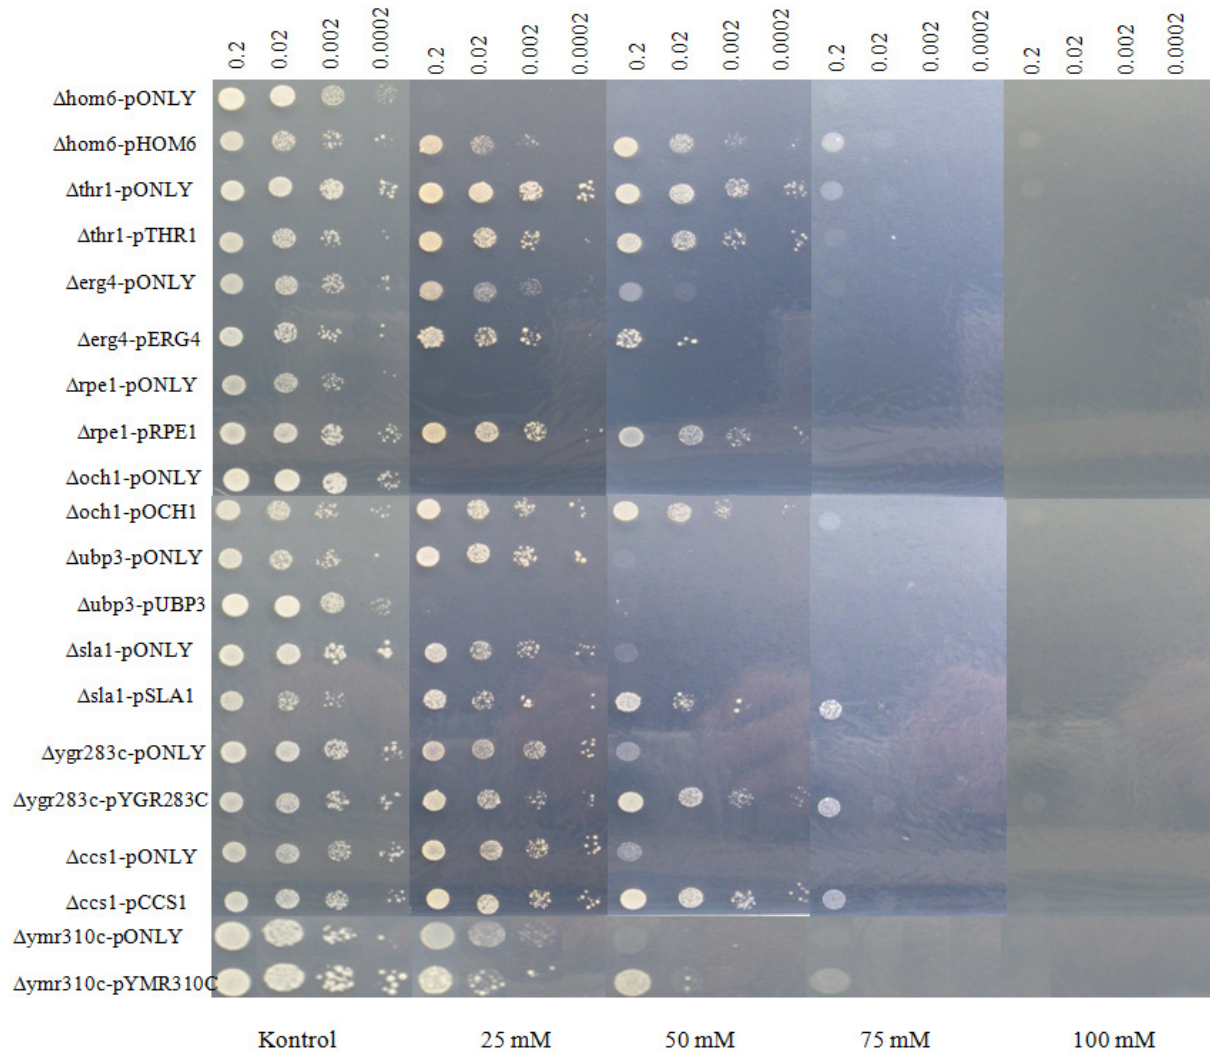 0.2 0.02 0.002 0.0002 0.2 0.02 0.002 0.0002 0.2 0.02 0.002 0.0002 0.2 0.02 0.002 0.0002 0.2 0.02 0.002 0.0002
Δhom6-pONLY
Δhom6-pHOM6
Δthr1-pONLY
Δthr1-pTHR1
Δerg4-pONLY
Δerg4-pERG4
Δrpe1-pONLY
Δrpe1-pRPE1
Δoch1-pONLY
Δoch1-pOCH1
Δubp3-pONLY
Δubp3-pUBP3
Δsla1-pONLY
Δsla1-pSLA1
Δygr283c-pONLY
Δygr283c-pYGR283C
Δccs1-pONLY
Δccs1-pCCS1
Δymr310c-pONLY
Δymr310c-pYMR310C
Kontrol 25 mM 50 mM 75 mM 100 mM